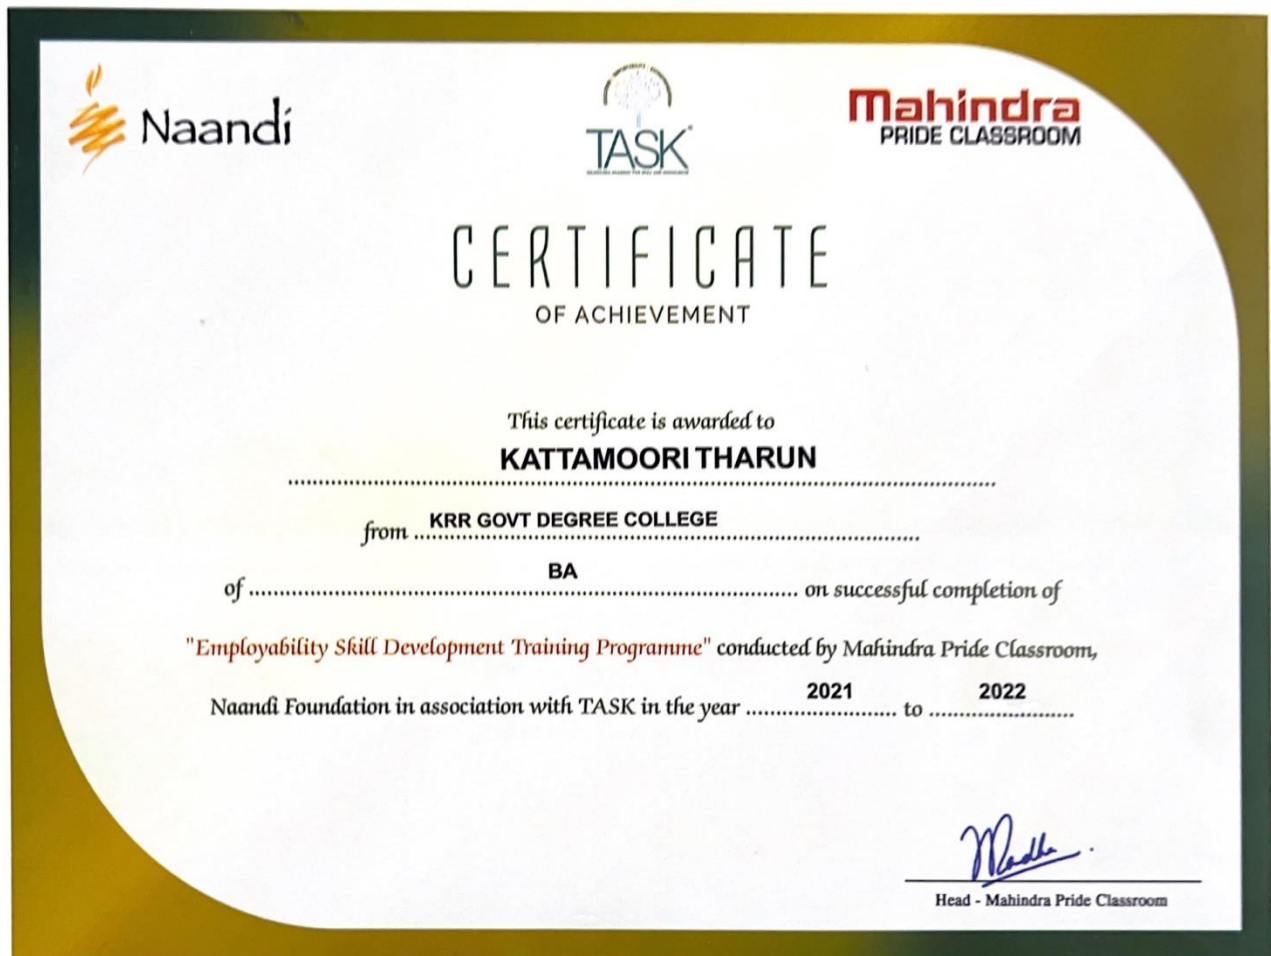 Naandi
TASK
Mahindra
PRIDE CLASSROOM
CERTIFICATE
OF ACHIEVEMENT
This certificate is awarded to
KATTAMOORI THARUN
from KRR GOVT DEGREE COLLEGE
of BA on successful completion of
"Employability Skill Development Training Programme" conducted by Mahindra Pride Classroom,
Naandi Foundation in association with TASK in the year 2021 to 2022
Head - Mahindra Pride Classroom